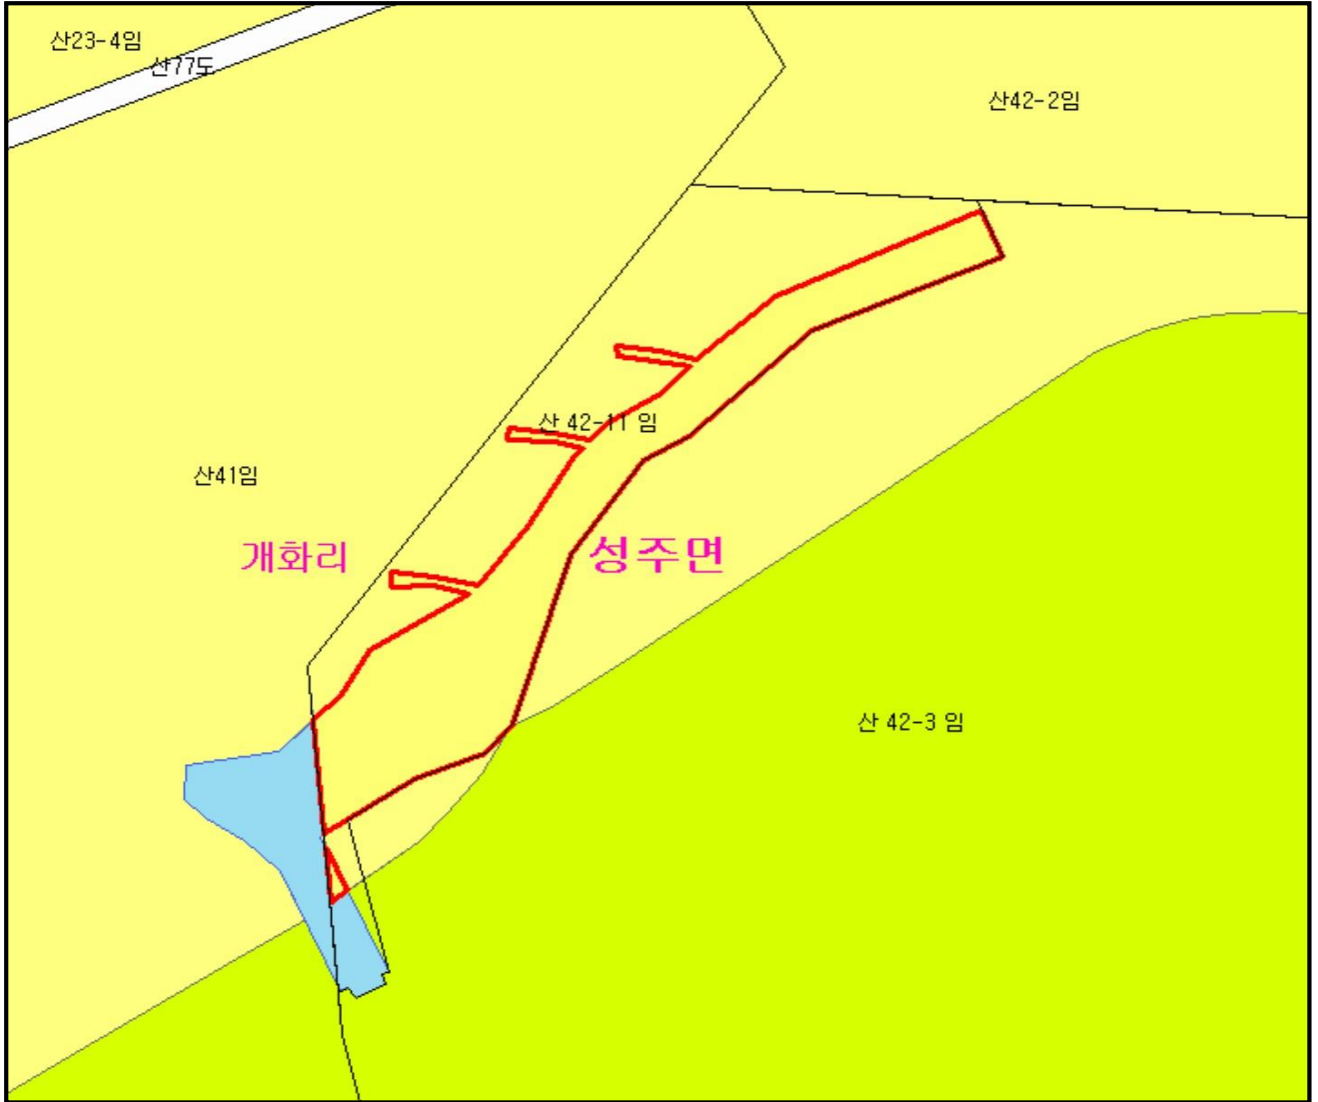 산23-4임
산77도
산42-2임
산 42-11 임
산41임
개화리
성주면
산 42-3 임